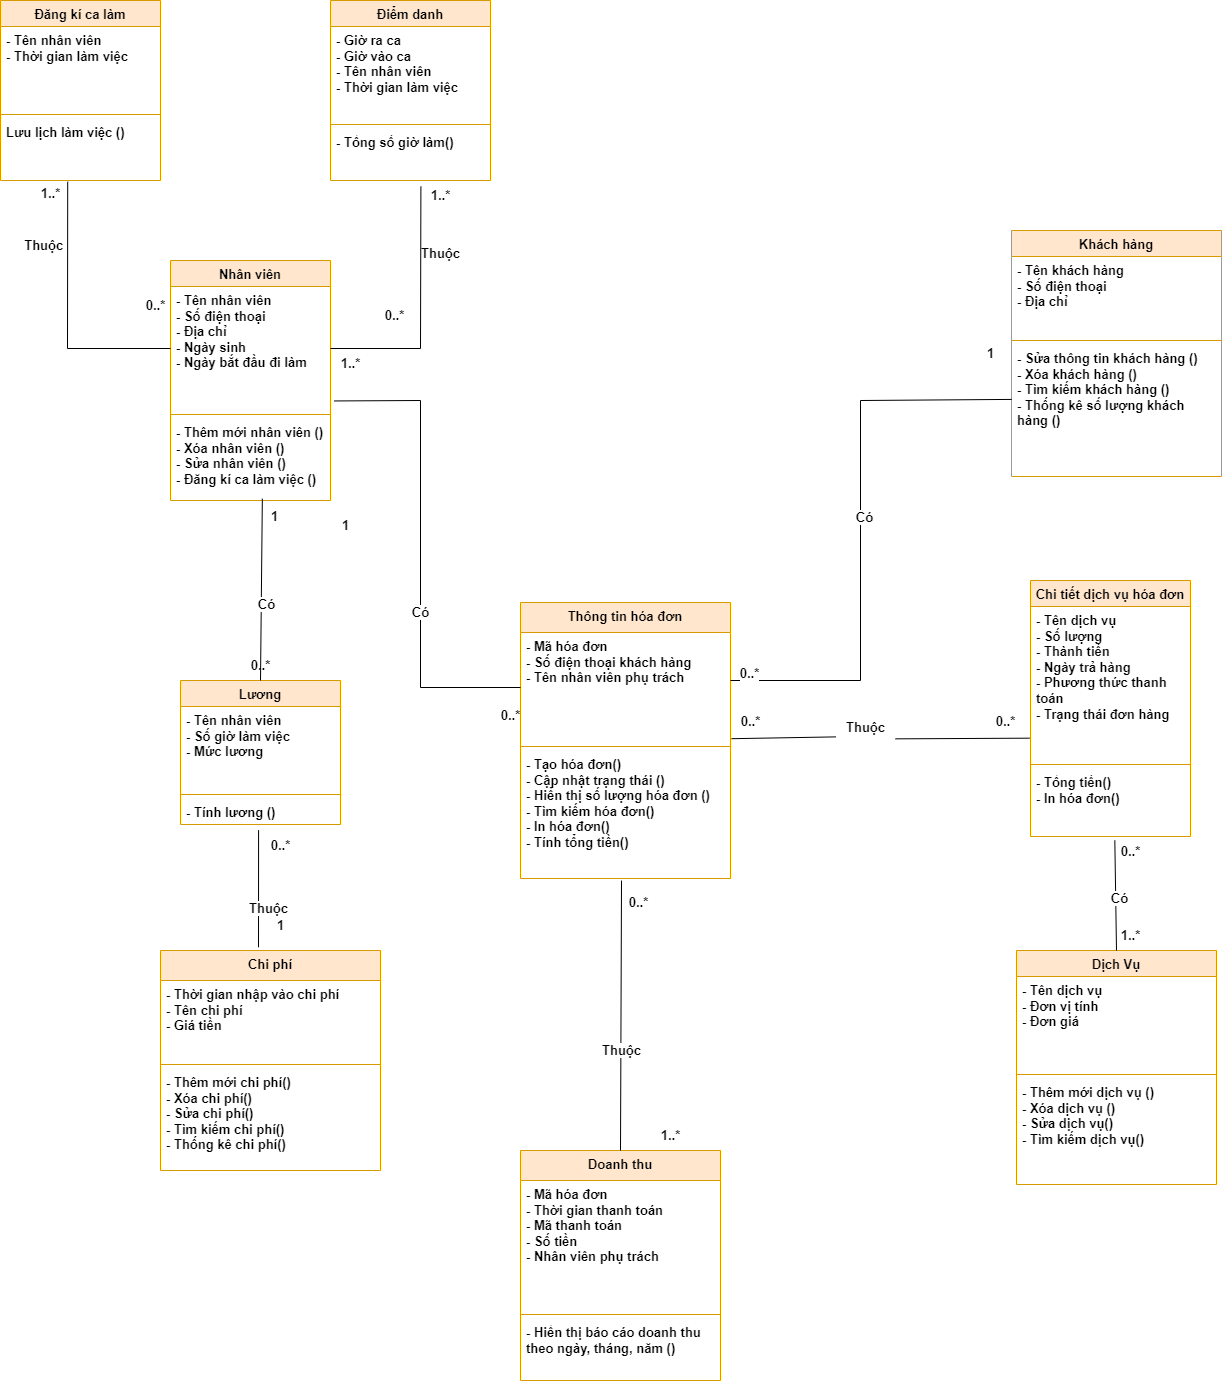 Đăng kí ca làm
- Tên nhân viên
- Thời gian làm việc
Lưu lịch làm việc ()
Điểm danh
- Giờ ra ca
- Giờ vào ca
- Tên nhân viên
- Thời gian làm việc
- Tổng số giờ làm()
1..*
Thuộc
0..*
1..*
Thuộc
0..*
1..*
Nhân viên
- Tên nhân viên
- Số điện thoại
- Địa chỉ
- Ngày sinh
- Ngày bắt đầu đi làm
- Thêm mới nhân viên ()
- Xóa nhân viên ()
- Sửa nhân viên ()
- Đăng kí ca làm việc ()
Khách hàng
- Tên khách hàng
- Số điện thoại
- Địa chỉ
- Sửa thông tin khách hàng ()
- Xóa khách hàng ()
- Tìm kiếm khách hàng ()
- Thống kê số lượng khách
hàng ()
1
Có
0..*
1
Có
0..*
1
Có
0..*
Lương
- Tên nhân viên
- Số giờ làm việc
- Mức lương
- Tính lương ()
Thông tin hóa đơn
- Mã hóa đơn
- Số điện thoại khách hàng
- Tên nhân viên phụ trách
- Tạo hóa đơn()
- Cập nhật trạng thái ()
- Hiển thị số lượng hóa đơn ()
- Tìm kiếm hóa đơn()
- In hóa đơn()
- Tính tổng tiền()
0..*
Thuộc
0..*
Chi tiết dịch vụ hóa đơn
- Tên dịch vụ
- Số lượng
- Thành tiền
- Ngày trả hàng
- Phương thức thanh
toán
- Trạng thái đơn hàng
- Tổng tiền()
- In hóa đơn()
0..*
Thuộc
1
Chi phí
- Thời gian nhập vào chi phí
- Tên chi phí
- Giá tiền
- Thêm mới chi phí()
- Xóa chi phí()
- Sửa chi phí()
- Tìm kiếm chi phí()
- Thống kê chi phí()
0..*
Thuộc
1..*
0..*
Có
1..*
Dịch Vụ
- Tên dịch vụ
- Đơn vị tính
- Đơn giá
- Thêm mới dịch vụ ()
- Xóa dịch vụ ()
- Sửa dịch vụ()
- Tìm kiếm dịch vụ()
Doanh thu
- Mã hóa đơn
- Thời gian thanh toán
- Mã thanh toán
- Số tiền
- Nhân viên phụ trách
- Hiển thị báo cáo doanh thu
theo ngày, tháng, năm ()